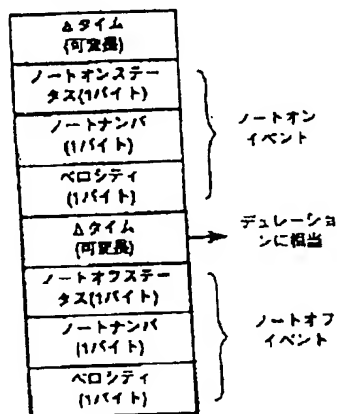 Δタイム
(可変長)
ノートオンステー
タス(1バイト)
ノートナンバ
(1バイト)
ベロシティ
(1バイト)
Δタイム
(可変長)
ノートオフステー
タス(1バイト)
ノートナンバ
(1バイト)
ベロシティ
(1バイト)
ノートオン
イベント
デュレーショ
ンに相当
ノートオフ
イベント